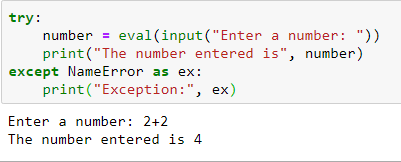 try:
    number = eval(input("Enter a number: "))
    print("The number entered is", number)
except NameError as ex:
    print("Exception:", ex)
Enter a number: 2+2
The number entered is 4